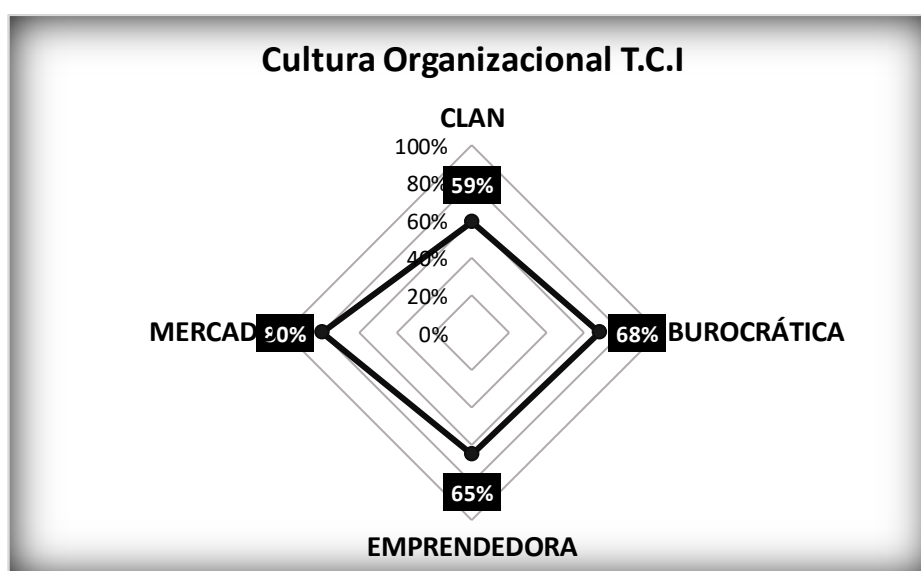 Cultura Organizacional T.C.I
CLAN
100%
80%
59%
60%
40%
20%
0%
MERCAD
80%
68%
BUROCRÁTICA
65%
EMPRENDEDORA